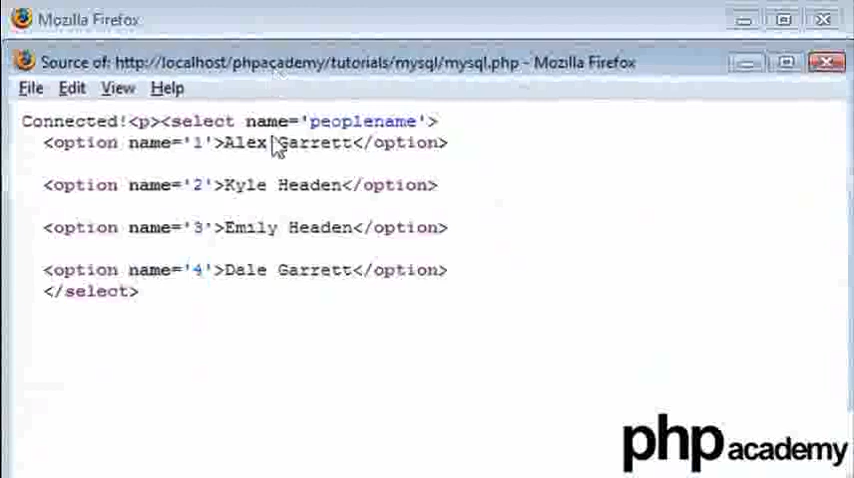 Mozilla Firefox
Source of: http://localhost/phpacademy/tutorials/mysql/mysql.php - Mozilla Firefox
File Edit View Help
Connected!<p><select name='peoplename'>
<option name='1'>Alex Garrett</option>
<option name='2'>Kyle Headen</option>
<option name='3'>Emily Headen</option>
<option name='4'>Dale Garrett</option>
</select>
php academy